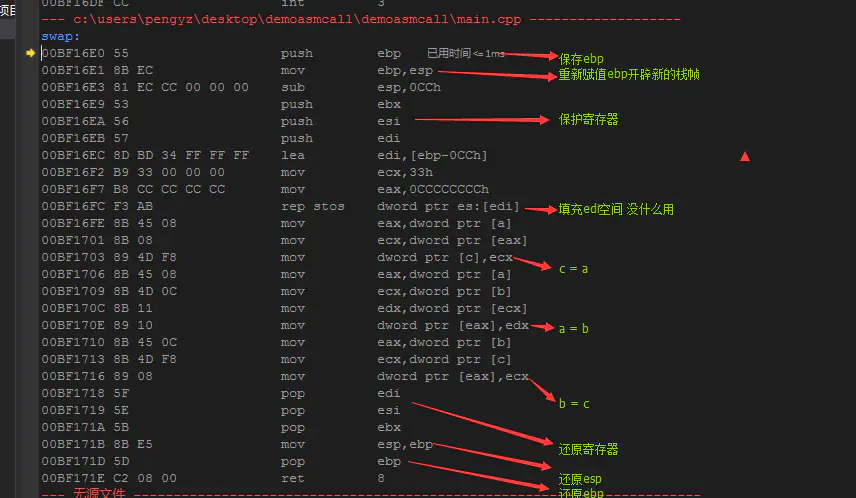 项目
00BF16DF CC int 3
--- c:\users\pengyz\desktop\demoasmcall\demoasmcall\main.cpp -------------------
swap:
00BF16E0 55 push ebp 已用时间<=1ms 保存ebp
00BF16E1 8B EC mov ebp,esp 重新赋值ebp开辟新的栈帧
00BF16E3 81 EC CC 00 00 00 sub esp,0CCh
00BF16E9 53 push ebx
00BF16EA 56 push esi 保护寄存器
00BF16EB 57 push edi
00BF16EC 8D BD 34 FF FF FF lea edi,[ebp-0CCh]
00BF16F2 B9 33 00 00 00 mov ecx,33h
00BF16F7 B8 CC CC CC CC mov eax,0CCCCCCCCh
00BF16FC F3 AB rep stos dword ptr es:[edi] 填充ed空间 没什么用
00BF16FE 8B 45 08 mov eax,dword ptr [a]
00BF1701 8B 08 mov ecx,dword ptr [eax]
00BF1703 89 4D F8 mov dword ptr [c],ecx c = a
00BF1706 8B 45 08 mov eax,dword ptr [a]
00BF1709 8B 4D 0C mov ecx,dword ptr [b]
00BF170C 8B 11 mov edx,dword ptr [ecx]
00BF170E 89 10 mov dword ptr [eax],edx a = b
00BF1710 8B 45 0C mov eax,dword ptr [b]
00BF1713 8B 4D F8 mov ecx,dword ptr [c]
00BF1716 89 08 mov dword ptr [eax],ecx
00BF1718 5F pop edi b = c
00BF1719 5E pop esi
00BF171A 5B pop ebx
00BF171B 8B E5 mov esp,ebp 还原寄存器
00BF171D 5D pop ebp
00BF171E C2 08 00 ret 8 还原esp
--- 无源文件 ----------------------------------------------------------------------- 还原ebp